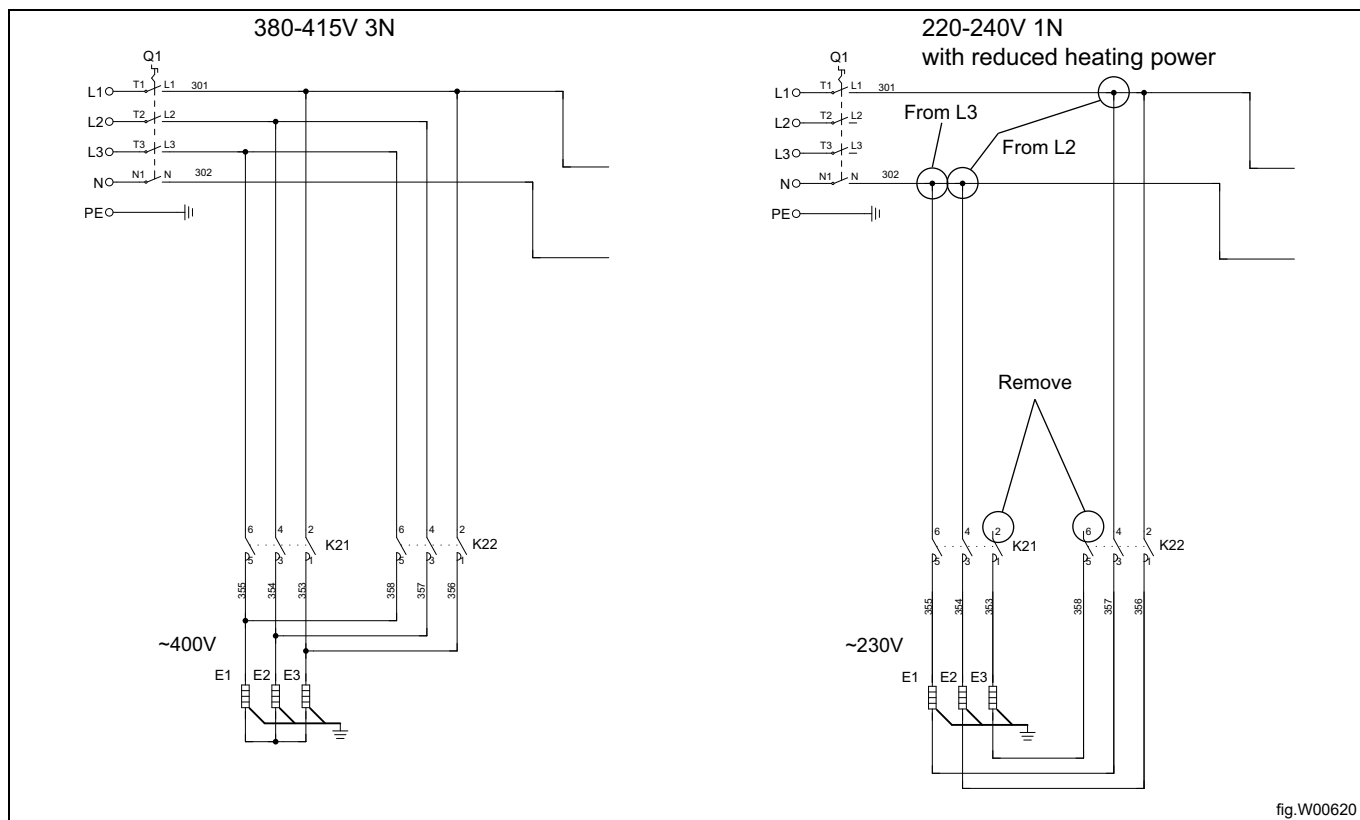 380-415V 3N
Q1
L1 T1 L1 301
L2 T2 L2
L3 T3 L3
N N1 N 302
PE
6 4 2 6 4 2
K21 K22
5 3 1 5 3 1
355 354 353 358 357 356
~400V
E1 E2 E3
220-240V 1N
with reduced heating power
Q1
L1 T1 L1 301
From L3
L2 T2 L2
From L2
L3 T3 L3
N N1 N 302
PE
Remove
6 4 2 6 4 2
K21 K22
5 3 1 5 3 1
355 354 353 358 357 356
~230V
E1 E2 E3
fig.W00620